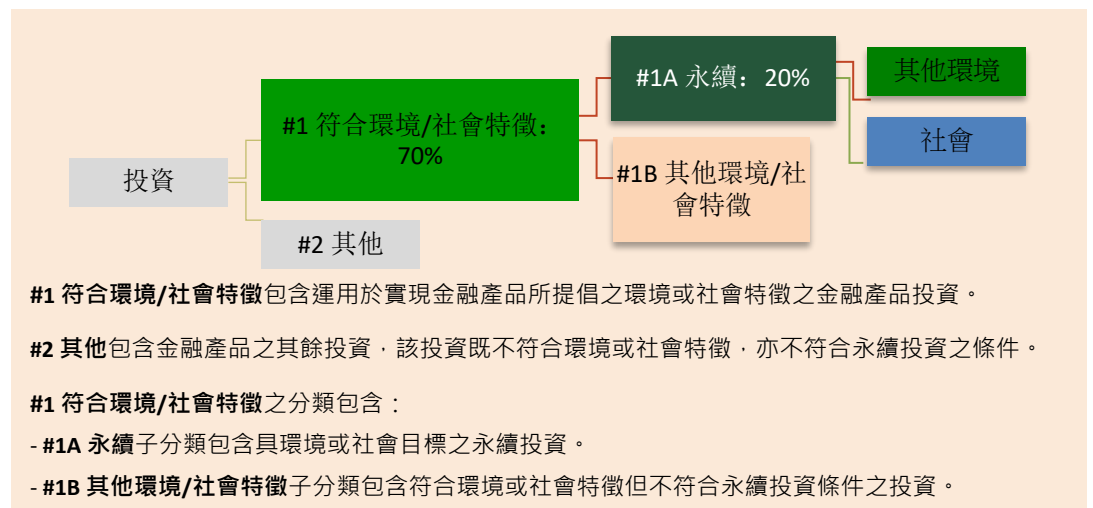 投資
#1 符合環境/社會特徵：
70%
#2 其他
#1A 永續：20%
#1B 其他環境/社
會特徵
其他環境
社會
#1 符合環境/社會特徵包含運用於實現金融產品所提倡之環境或社會特徵之金融產品投資。
#2 其他包含金融產品之其餘投資，該投資既不符合環境或社會特徵，亦不符合永續投資之條件。
#1 符合環境/社會特徵之分類包含：
- #1A 永續子分類包含具環境或社會目標之永續投資。
- #1B 其他環境/社會特徵子分類包含符合環境或社會特徵但不符合永續投資條件之投資。